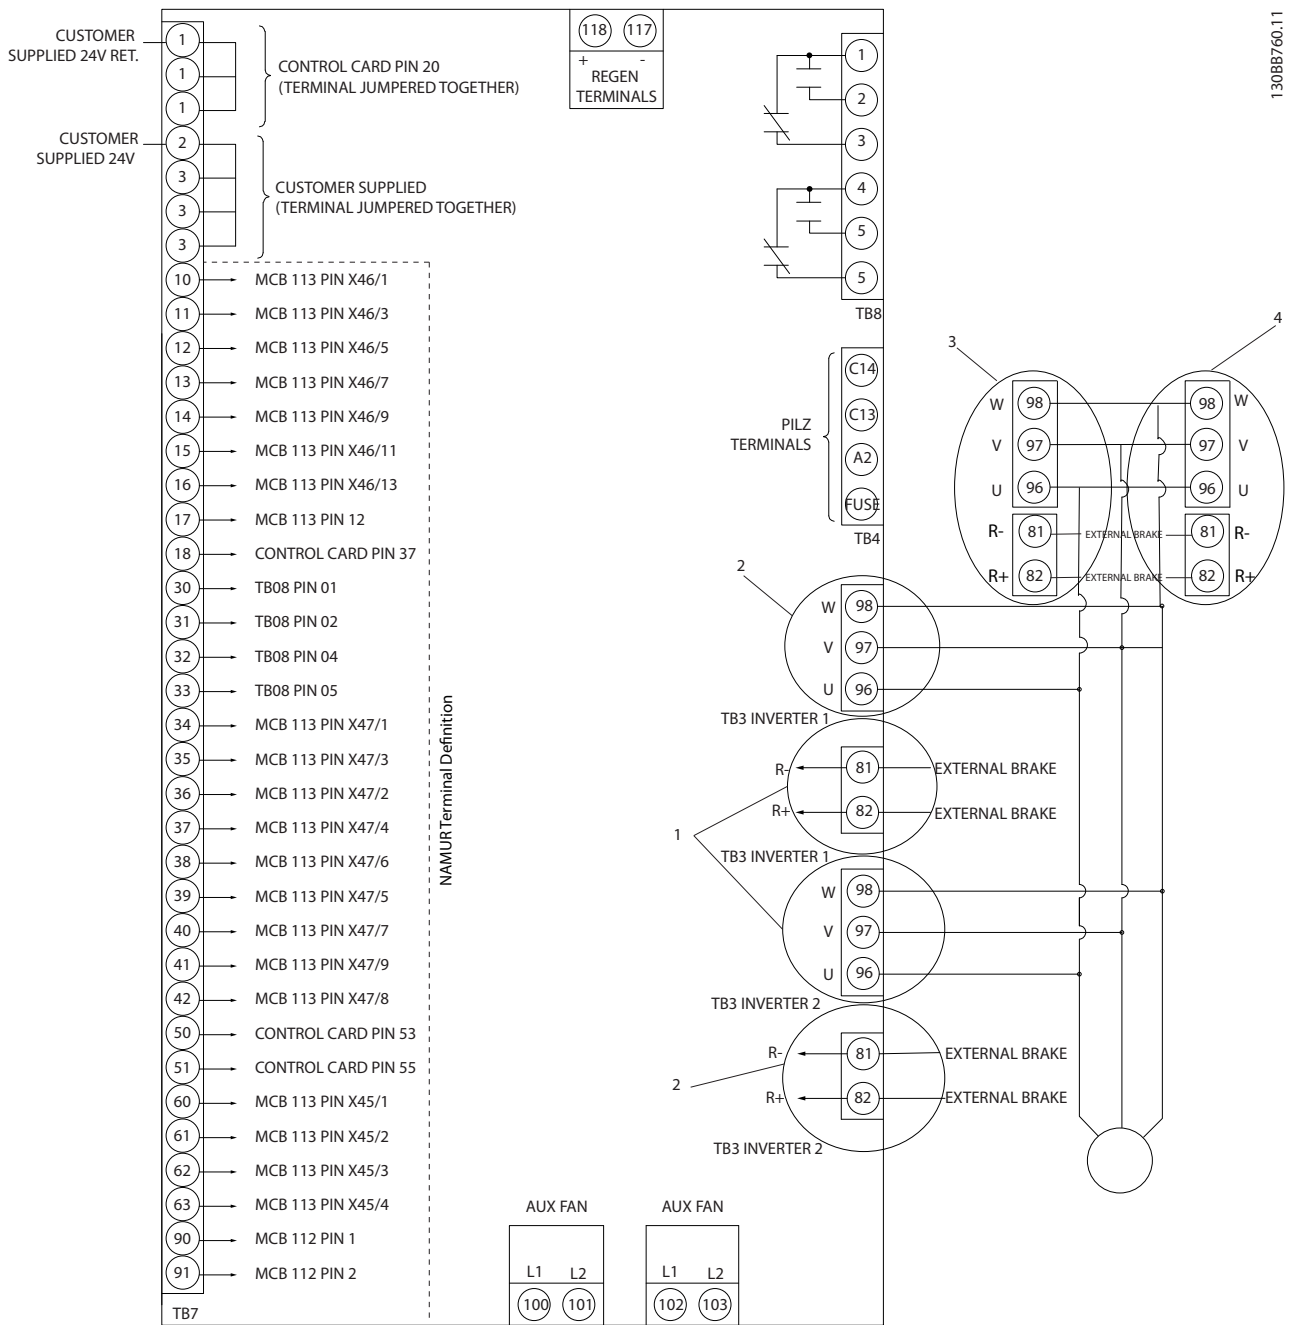 130BB760.11
CUSTOMER
SUPPLIED 24V RET.
1
1
1
CONTROL CARD PIN 20
(TERMINAL JUMPERED TOGETHER)
CUSTOMER
SUPPLIED 24V
2
3
3
3
CUSTOMER SUPPLIED
(TERMINAL JUMPERED TOGETHER)
10 MCB 113 PIN X46/1
11 MCB 113 PIN X46/3
12 MCB 113 PIN X46/5
13 MCB 113 PIN X46/7
14 MCB 113 PIN X46/9
15 MCB 113 PIN X46/11
16 MCB 113 PIN X46/13
17 MCB 113 PIN 12
18 CONTROL CARD PIN 37
30 TB08 PIN 01
31 TB08 PIN 02
32 TB08 PIN 04
33 TB08 PIN 05
34 MCB 113 PIN X47/1
35 MCB 113 PIN X47/3
36 MCB 113 PIN X47/2
37 MCB 113 PIN X47/4
38 MCB 113 PIN X47/6
39 MCB 113 PIN X47/5
40 MCB 113 PIN X47/7
41 MCB 113 PIN X47/9
42 MCB 113 PIN X47/8
50 CONTROL CARD PIN 53
51 CONTROL CARD PIN 55
60 MCB 113 PIN X45/1
61 MCB 113 PIN X45/2
62 MCB 113 PIN X45/3
63 MCB 113 PIN X45/4
90 MCB 112 PIN 1
91 MCB 112 PIN 2
TB7
NAMUR Terminal Definition
118 117
+ -
REGEN
TERMINALS
1
2
3
4
5
5
TB8
PILZ
TERMINALS
C14
C13
A2
FUSE
TB4
2
W 98
V 97
U 96
TB3 INVERTER 1
R- 81 EXTERNAL BRAKE
R+ 82 EXTERNAL BRAKE
1
TB3 INVERTER 1
W 98
V 97
U 96
TB3 INVERTER 2
R- 81 EXTERNAL BRAKE
2
R+ 82 EXTERNAL BRAKE
TB3 INVERTER 2
3
4
W 98 98 W
V 97 97 V
U 96 96 U
R- 81 EXTERNAL BRAKE 81 R-
R+ 82 EXTERNAL BRAKE 82 R+
AUX FAN
L1 L2
100 101
AUX FAN
L1 L2
102 103